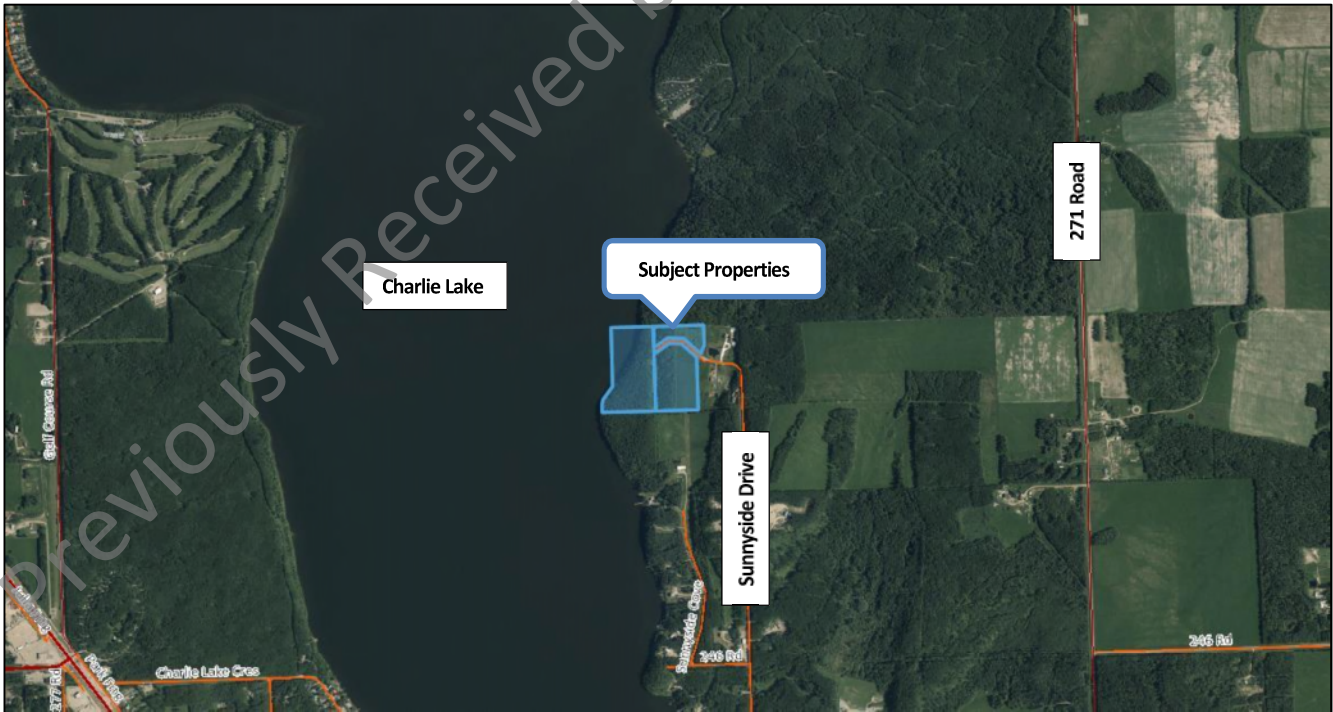 Previously Received
271 Road
Subject Properties
Charlie Lake
Golf Course Rd
Sunnyside Drive
Sunnyside Cove
246 Rd
246 Rd
Charlie Lake Cres
277 Rd